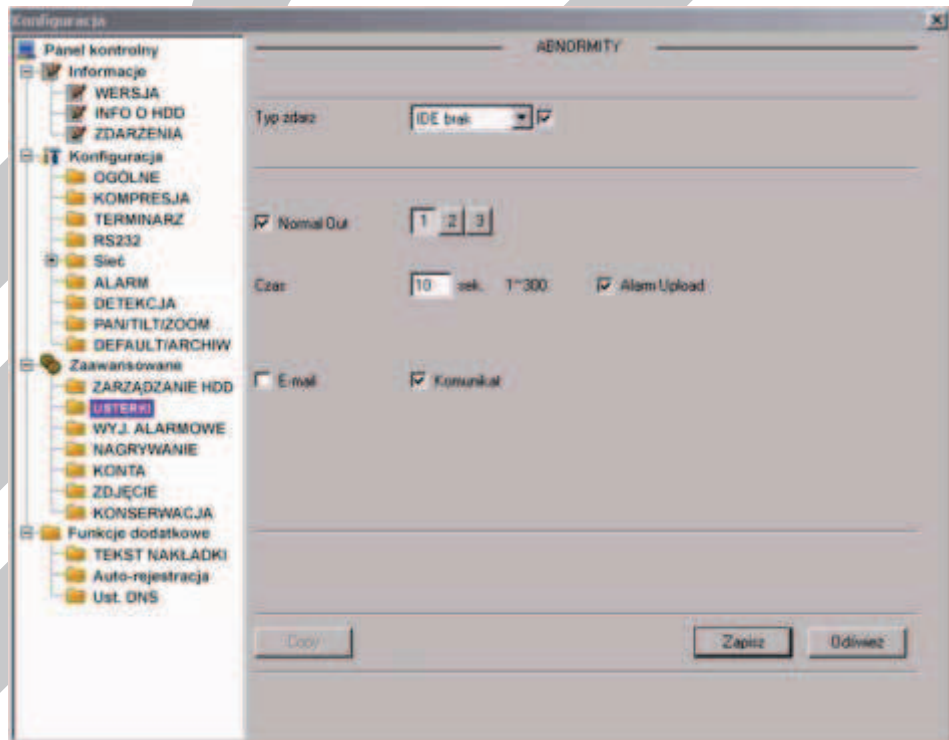 Konfiguracja
Panel kontrolny
Informacje
WERSJA
INFO O HDD
ZDARZENIA
Konfiguracja
OGÓLNE
KOMPRESJA
TERMINARZ
RS232
Sieć
ALARM
DETEKCJA
PAN/TILT/ZOOM
DEFAULT/ARCHIW
Zaawansowane
ZARZĄDZANIE HDD
USTERKI
WYJ. ALARMOWE
NAGRYWANIE
KONTA
ZDJĘCIE
KONSERWACJA
Funkcje dodatkowe
TEKST NAKŁADKI
Auto-rejestracja
Ust. DNS
ABNORMITY
Typ zdarz IDE brak
Normal Out 1 2 3
Czas 10 sek. 1~300 Alarm Upload
E-mail Komunikat
Copy Zapisz Odśwież